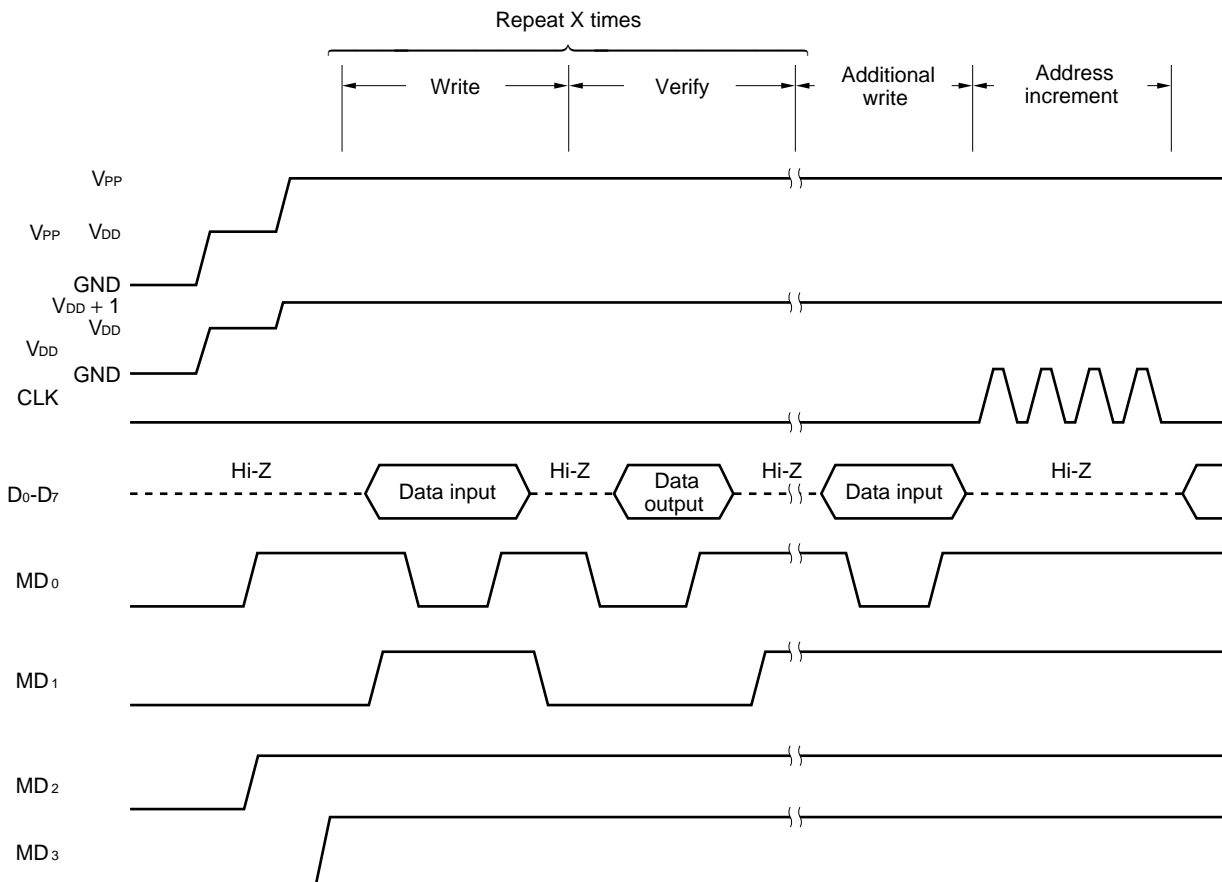 Repeat X times
Write
Verify
Additional
write
Address
increment
VPP
VPP VDD
GND
VDD + 1
VDD
VDD
GND
CLK
D0-D7
Hi-Z
Data input
Hi-Z
Data
output
Hi-Z
Data input
Hi-Z
MD0
MD1
MD2
MD3